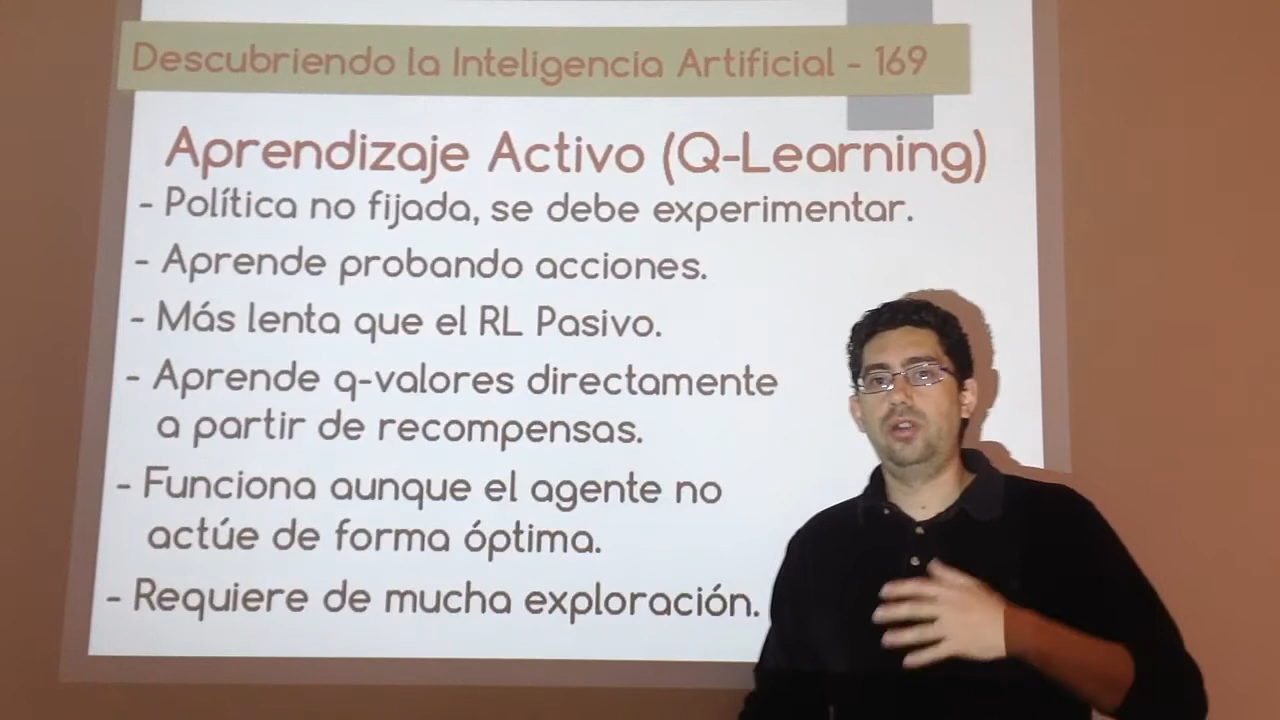 Descubriendo la Inteligencia Artificial - 169
Aprendizaje Activo (Q-Learning)
- Política no fijada, se debe experimentar.
- Aprende probando acciones.
- Más lenta que el RL Pasivo.
- Aprende q-valores directamente
a partir de recompensas.
- Funciona aunque el agente no
actúe de forma óptima.
- Requiere de mucha exploración.